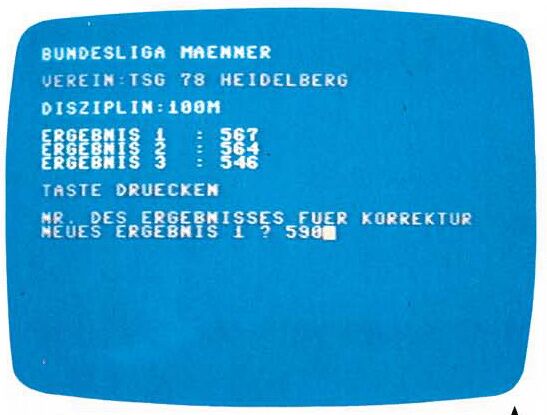 BUNDESLIGA MAENNER
VEREIN:TSG 78 HEIDELBERG
DISZIPLIN:100M
ERGEBNIS 1 : 567
ERGEBNIS 2 : 564
ERGEBNIS 3 : 546
TASTE DRUECKEN
NR. DES ERGEBNISSES FUER KORREKTUR
NEUES ERGEBNIS 1 ? 590